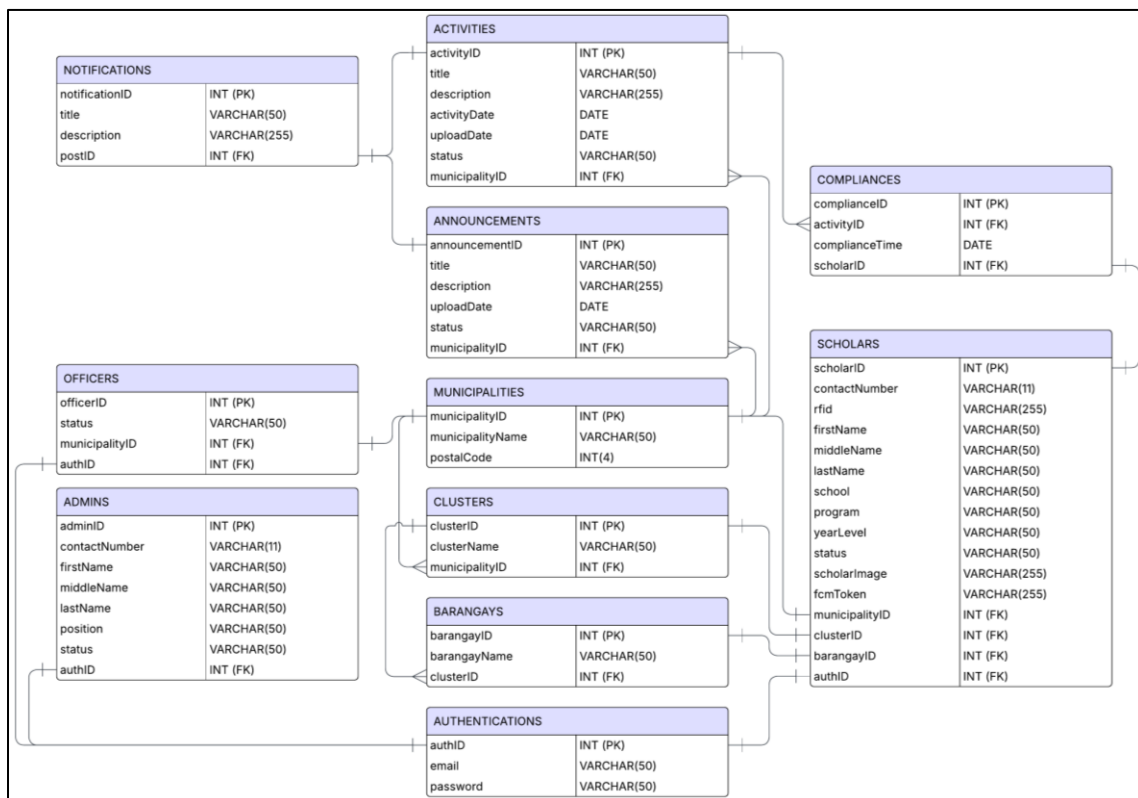 NOTIFICATIONS
notificationID INT (PK)
title VARCHAR(50)
description VARCHAR(255)
postID INT (FK)
ACTIVITIES
activityID INT (PK)
title VARCHAR(50)
description VARCHAR(255)
activityDate DATE
uploadDate DATE
status VARCHAR(50)
municipalityID INT (FK)
ANNOUNCEMENTS
announcementID INT (PK)
title VARCHAR(50)
description VARCHAR(255)
uploadDate DATE
status VARCHAR(50)
municipalityID INT (FK)
COMPLIANCES
complianceID INT (PK)
activityID INT (FK)
complianceTime DATE
scholarID INT (FK)
OFFICERS
officerID INT (PK)
status VARCHAR(50)
municipalityID INT (FK)
authID INT (FK)
MUNICIPALITIES
municipalityID INT (PK)
municipalityName VARCHAR(50)
postalCode INT(4)
SCHOLARS
scholarID INT (PK)
contactNumber VARCHAR(11)
rfid VARCHAR(255)
firstName VARCHAR(50)
middleName VARCHAR(50)
lastName VARCHAR(50)
school VARCHAR(50)
program VARCHAR(50)
yearLevel VARCHAR(50)
status VARCHAR(50)
scholarImage VARCHAR(255)
fcmToken VARCHAR(255)
municipalityID INT (FK)
clusterID INT (FK)
barangayID INT (FK)
authID INT (FK)
ADMINS
adminID INT (PK)
contactNumber VARCHAR(11)
firstName VARCHAR(50)
middleName VARCHAR(50)
lastName VARCHAR(50)
position VARCHAR(50)
status VARCHAR(50)
authID INT (FK)
CLUSTERS
clusterID INT (PK)
clusterName VARCHAR(50)
municipalityID INT (FK)
BARANGAYS
barangayID INT (PK)
barangayName VARCHAR(50)
clusterID INT (FK)
AUTHENTICATIONS
authID INT (PK)
email VARCHAR(50)
password VARCHAR(50)